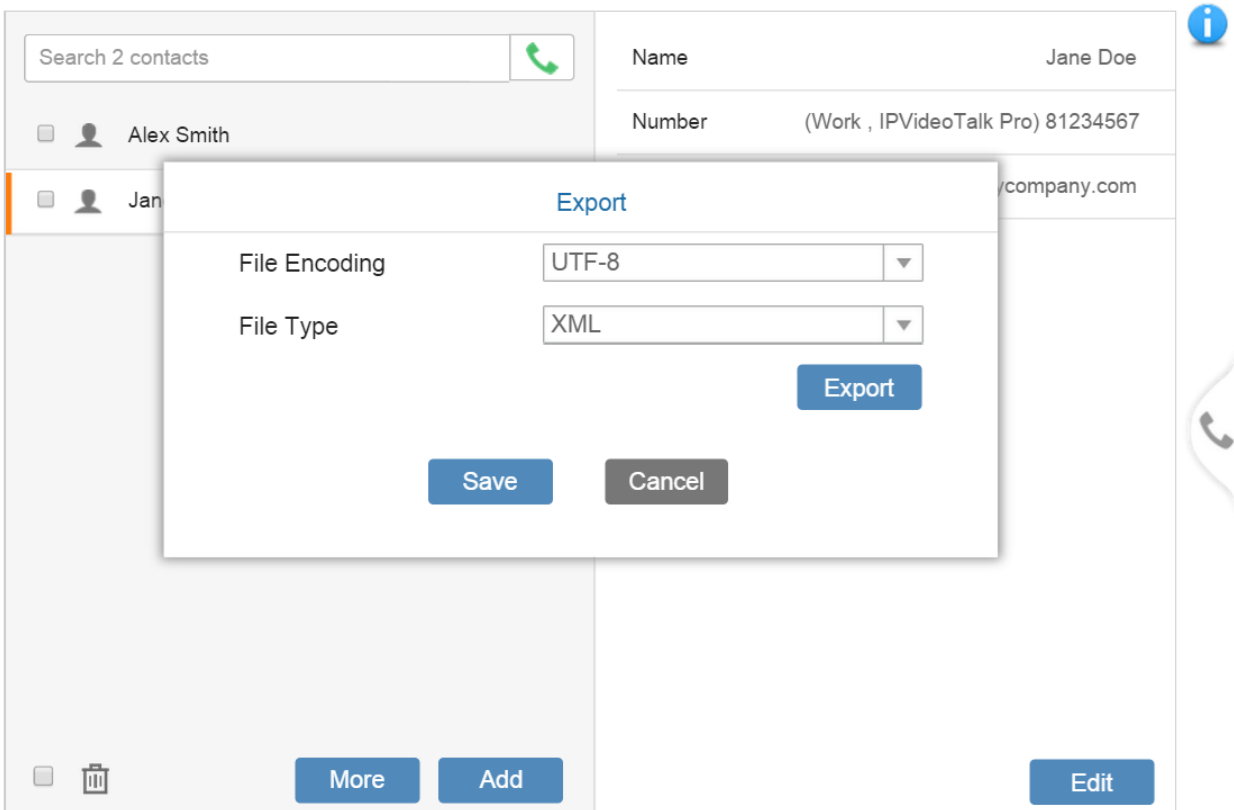 Search 2 contacts
Alex Smith
Jan
Name Jane Doe
Number (Work , IPVideoTalk Pro) 81234567
ycompany.com
Export
File Encoding UTF-8
File Type XML
Export
Save Cancel
More Add
Edit